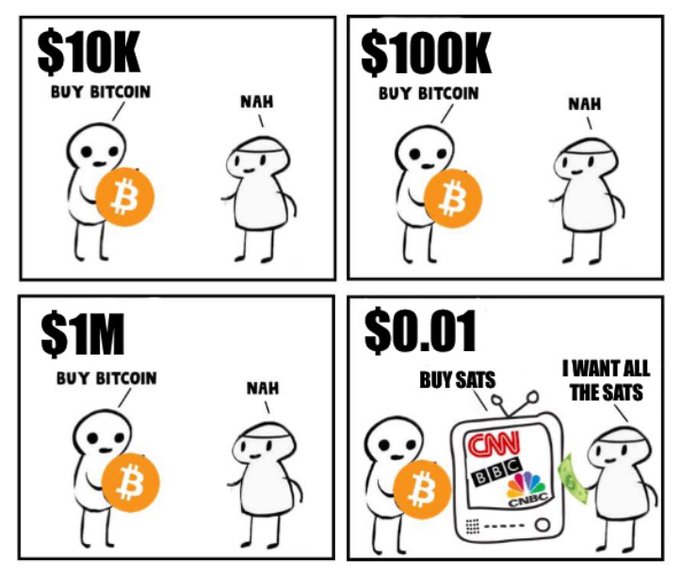 $10K
BUY BITCOIN
NAH
₿
$100K
BUY BITCOIN
NAH
₿
$1M
BUY BITCOIN
NAH
₿
$0.01
BUY SATS
I WANT ALL
THE SATS
CNN
BBC
CNBC
₿
$